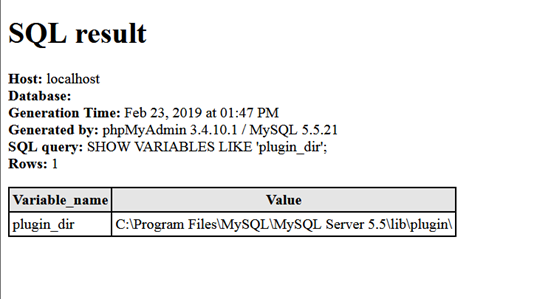 SQL result
Host: localhost
Database:
Generation Time: Feb 23, 2019 at 01:47 PM
Generated by: phpMyAdmin 3.4.10.1 / MySQL 5.5.21
SQL query: SHOW VARIABLES LIKE 'plugin_dir';
Rows: 1
Variable_name Value
plugin_dir C:\Program Files\MySQL\MySQL Server 5.5\lib\plugin\